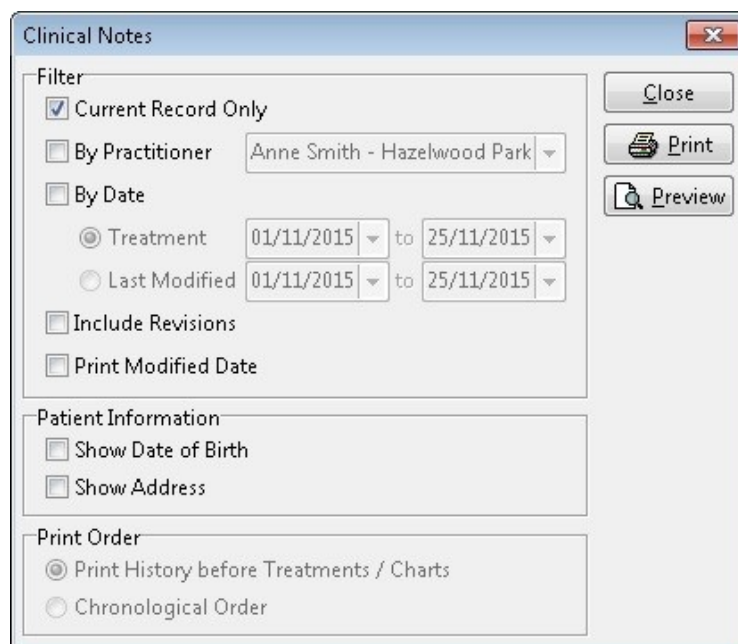 Clinical Notes
Filter
Current Record Only
By Practitioner Anne Smith - Hazelwood Park
By Date
Treatment 01/11/2015 to 25/11/2015
Last Modified 01/11/2015 to 25/11/2015
Include Revisions
Print Modified Date
Patient Information
Show Date of Birth
Show Address
Print Order
Print History before Treatments / Charts
Chronological Order
Close
Print
Preview